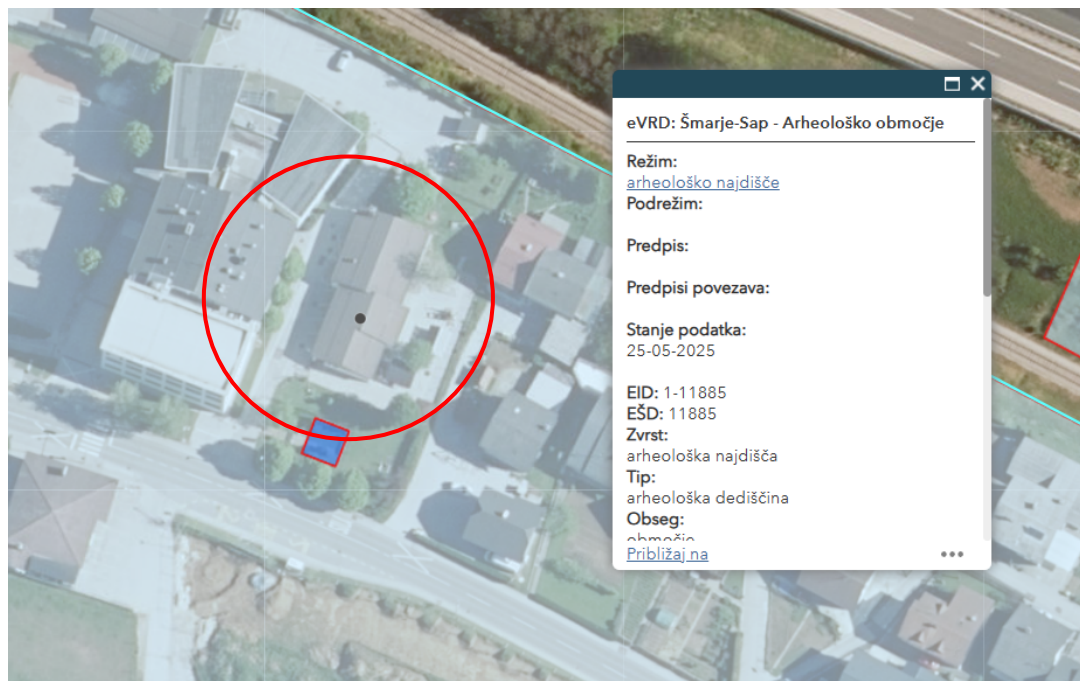 eVRD: Šmarje-Sap - Arheološko območje
Režim:
arheološko najdišče
Podrežim:
Predpis:
Predpisi povezava:
Stanje podatka:
25-05-2025
EID: 1-11885
EŠD: 11885
Zvrst:
arheološka najdišča
Tip:
arheološka dediščina
Obseg:
območje
Približaj na